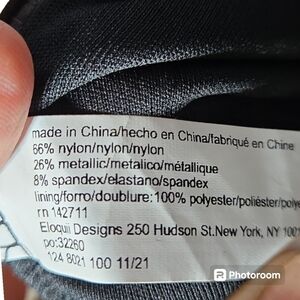 made in China/hecho en China/fabriqué en Chine
66% nylon/nylon/nylon
26% metallic/metalico/métallique
8% spandex/elastano/spandex
lining/forro/doublure: 100% polyester/poliéster/polye
rn 142711
Eloquii Designs 250 Hudson St.New York, NY 1001
po:32260
124 8021 100 11/21
Photoroom